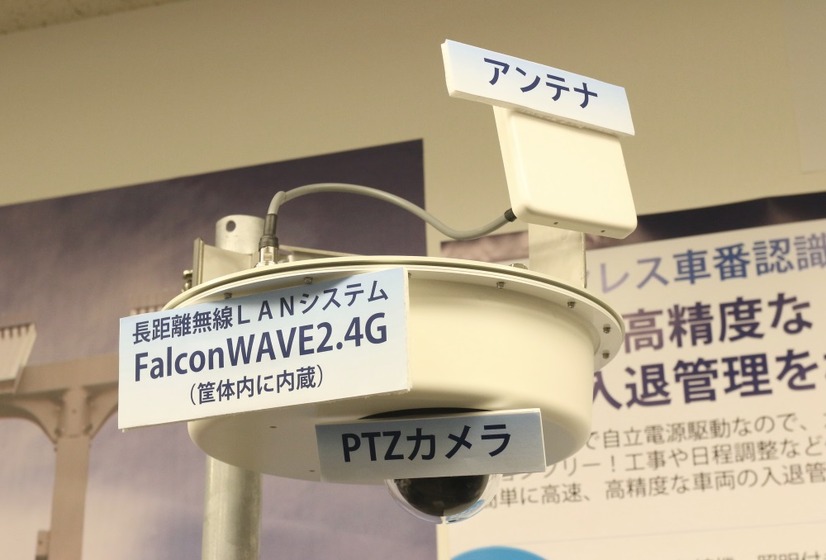 アンテナ
長距離無線ＬＡＮシステム
FalconWAVE2.4G
（筐体内に内蔵）
PTZカメラ
レス車番認識
高精度な
入退管理を
で自立電源駆動なので、
リー！工事や日程調整など
単に高速、高精度な車両の入退管